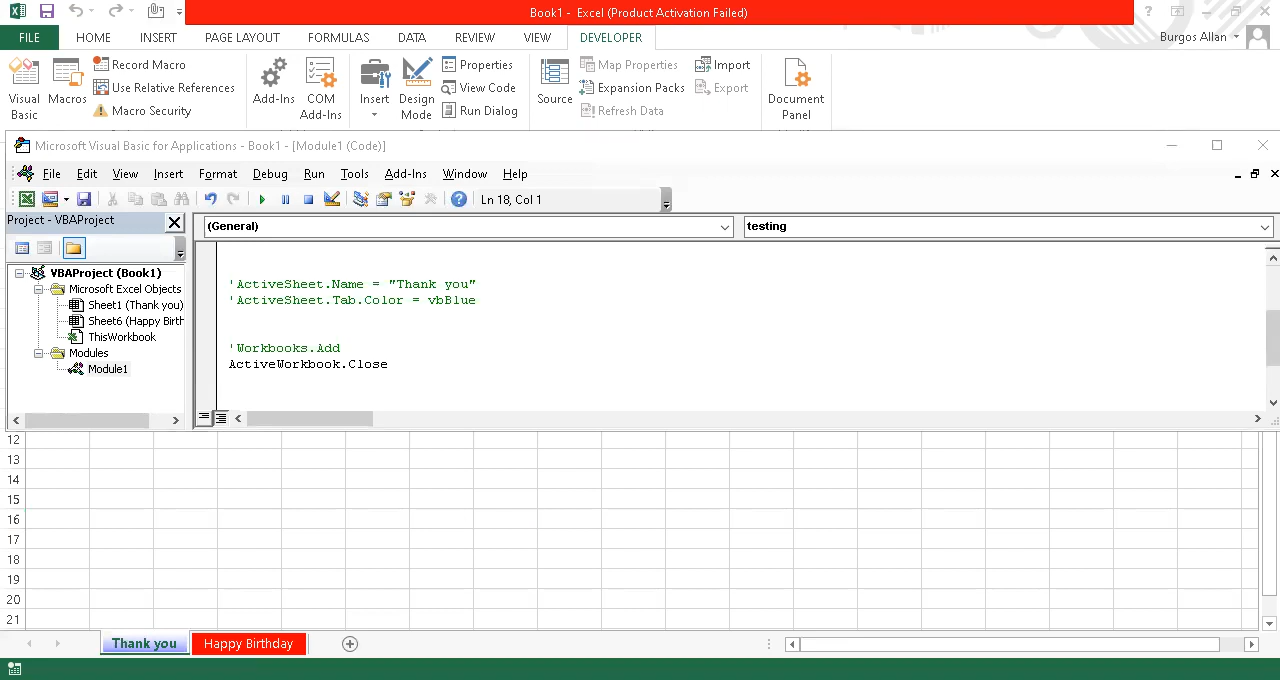 Book1 - Excel (Product Activation Failed)
FILE HOME INSERT PAGE LAYOUT FORMULAS DATA REVIEW DEVELOPER Burgos Allan
Visual Basic
Macros
Record Macro
Use Relative References
Macro Security
Add-Ins
COM Add-Ins
Insert
Design Mode
Properties
View Code
Run Dialog
Source
Map Properties
Expansion Packs
Refresh Data
Import
Export
Document Panel
Microsoft Visual Basic for Applications - Book1 - [Module1 (Code)]
File Edit View Insert Format Debug Run Tools Add-Ins Window Help
Ln 18, Col 1
Project - VBAProject
(General) testing
VBAProject (Book1)
Microsoft Excel Objects
Sheet1 (Thank you)
Sheet6 (Happy Birth
ThisWorkbook
Modules
Module1
'ActiveSheet.Name = "Thank you"
'ActiveSheet.Tab.Color = vbBlue
'Workbooks.Add
ActiveWorkbook.Close
12
13
14
15
16
17
18
19
20
21
Thank you Happy Birthday